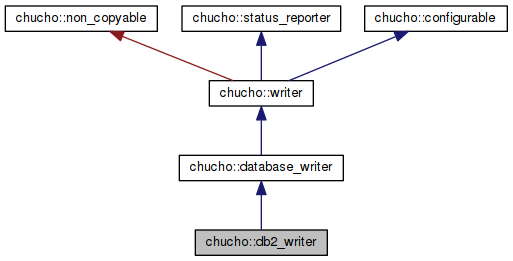 chucho::non_copyable
chucho::status_reporter
chucho::configurable
chucho::writer
chucho::database_writer
chucho::db2_writer